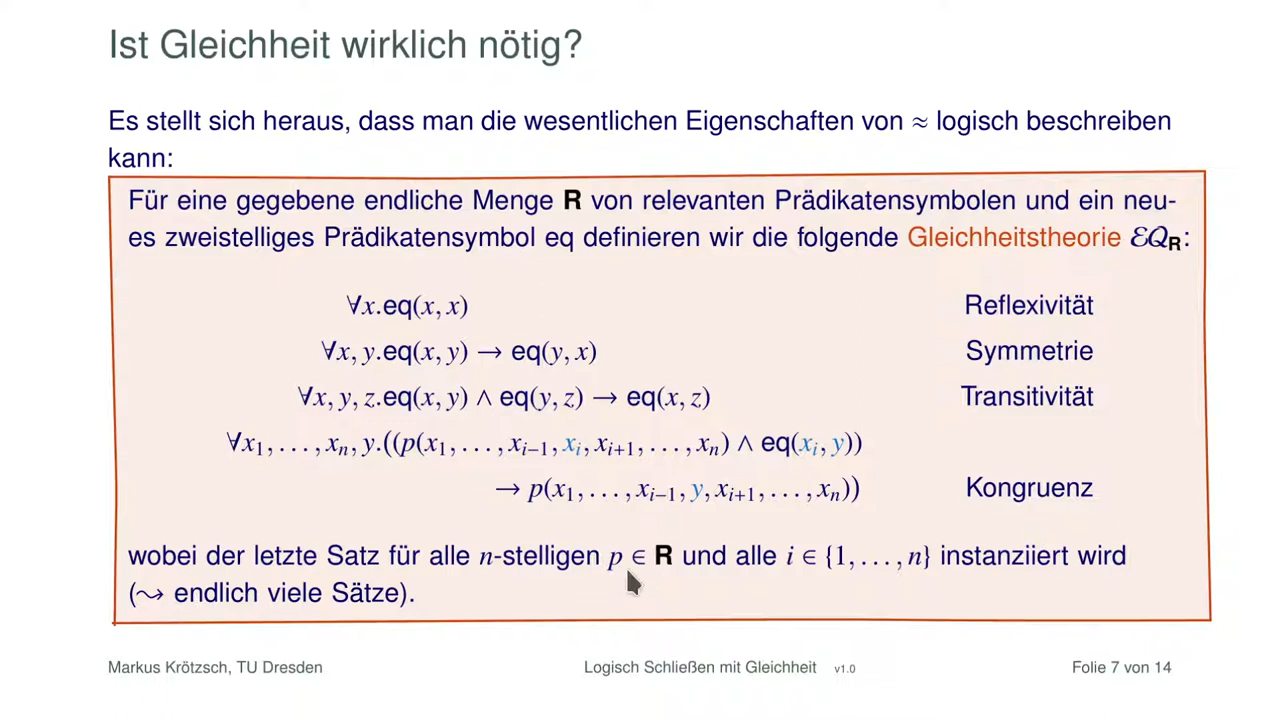 Ist Gleichheit wirklich nötig?
Es stellt sich heraus, dass man die wesentlichen Eigenschaften von ≈ logisch beschreiben
kann:
Für eine gegebene endliche Menge R von relevanten Prädikatensymbolen und ein neu-
es zweistelliges Prädikatensymbol eq definieren wir die folgende Gleichheitstheorie ℰ𝒬_R:
∀x.eq(x, x) Reflexivität
∀x, y.eq(x, y) → eq(y, x) Symmetrie
∀x, y, z.eq(x, y) ∧ eq(y, z) → eq(x, z) Transitivität
∀x₁, . . . , xₙ, y.((p(x₁, . . . , xᵢ₋₁, xᵢ, xᵢ₊₁, . . . , xₙ) ∧ eq(xᵢ, y))
→ p(x₁, . . . , xᵢ₋₁, y, xᵢ₊₁, . . . , xₙ)) Kongruenz
wobei der letzte Satz für alle n-stelligen p ∈ R und alle i ∈ {1, . . . , n} instanziiert wird
(⇝ endlich viele Sätze).
Markus Krötzsch, TU Dresden Logisch Schließen mit Gleichheit v1.0 Folie 7 von 14